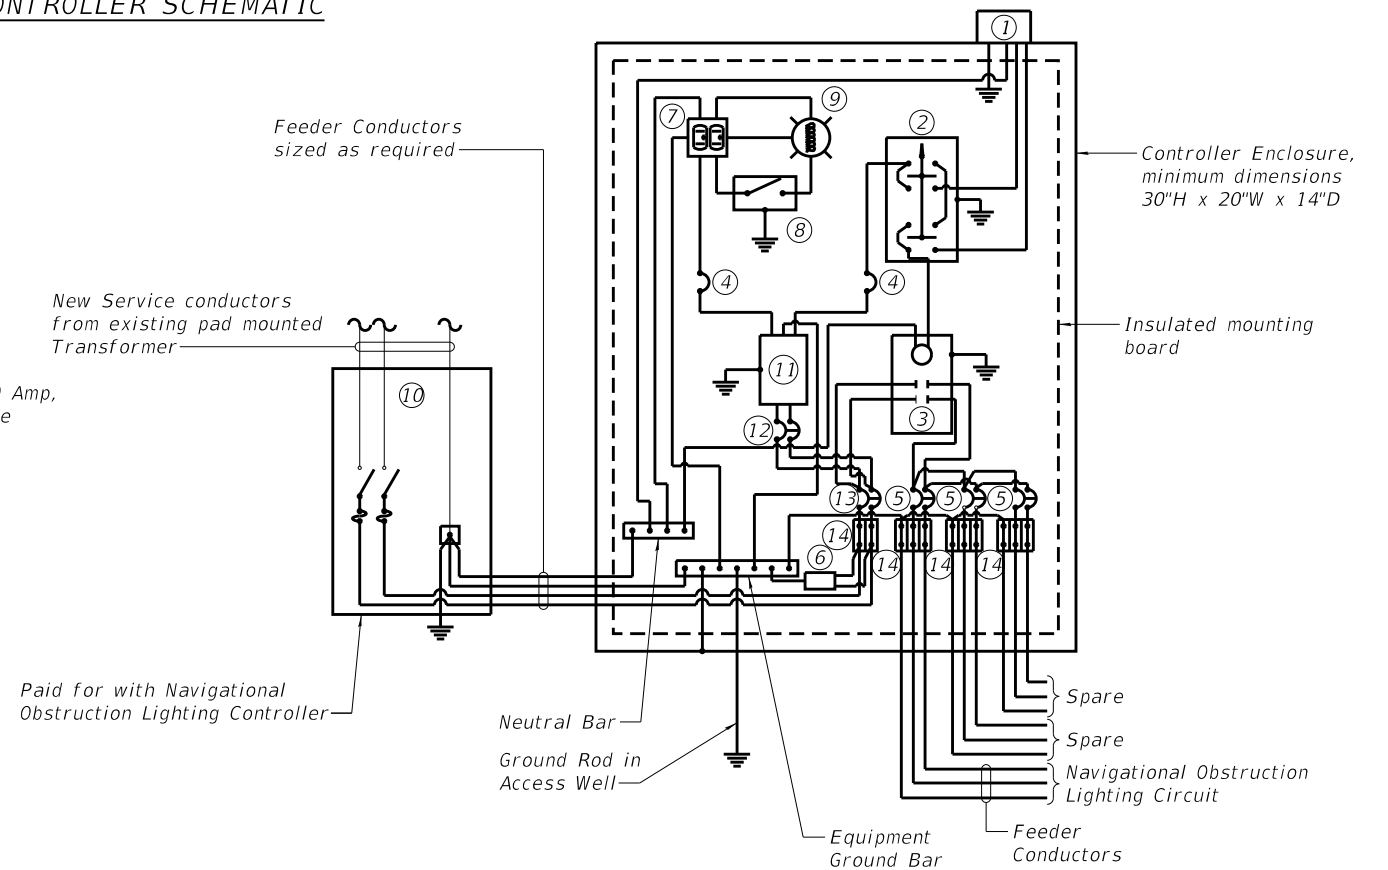 ONTROLLER SCHEMATIC
1
9
7
2
Feeder Conductors
sized as required
Controller Enclosure,
minimum dimensions
30"H x 20"W x 14"D
8
4
4
New Service conductors
from existing pad mounted
Transformer
Insulated mounting
board
11
10
Amp,
e
3
12
13
5
5
5
14
6
14
14
14
Paid for with Navigational
Obstruction Lighting Controller
Neutral Bar
Ground Rod in
Access Well
Spare
Spare
Navigational Obstruction
Lighting Circuit
Equipment
Ground Bar
Feeder
Conductors